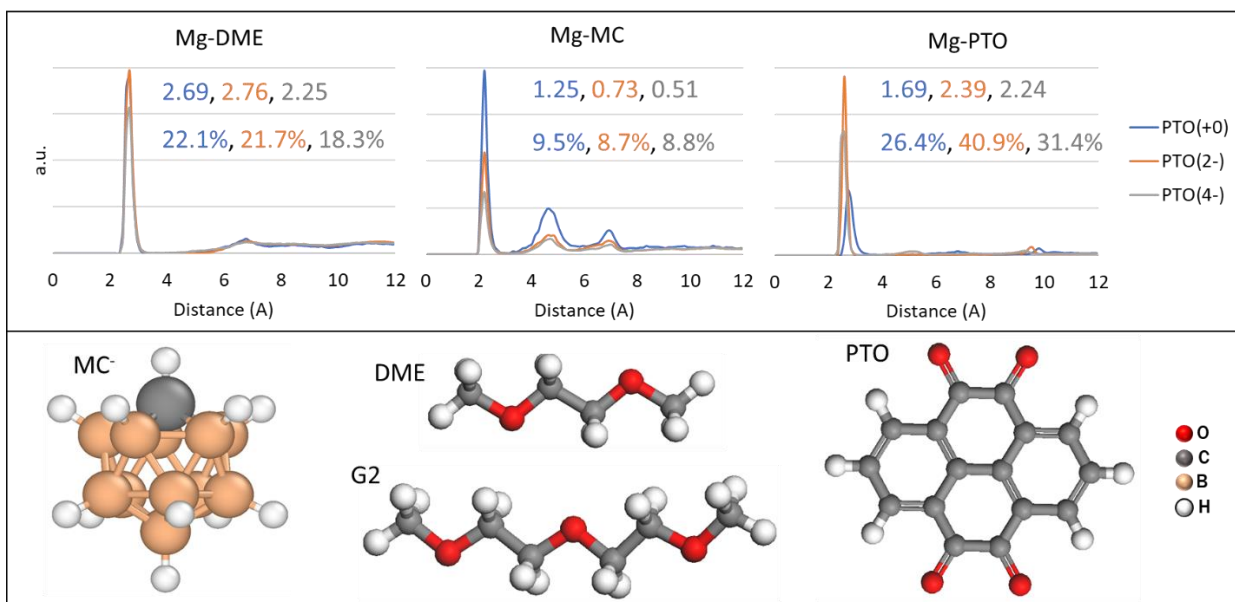 Mg-DME
2.69, 2.76, 2.25
22.1%, 21.7%, 18.3%
a.u.
0 2 4 6 8 10 12
Distance (A)
Mg-MC
1.25, 0.73, 0.51
9.5%, 8.7%, 8.8%
0 2 4 6 8 10 12
Distance (A)
Mg-PTO
1.69, 2.39, 2.24
26.4%, 40.9%, 31.4%
0 2 4 6 8 10 12
Distance (A)
PTO(+0)
PTO(2-)
PTO(4-)
MC-
DME
G2
PTO
O
C
B
H